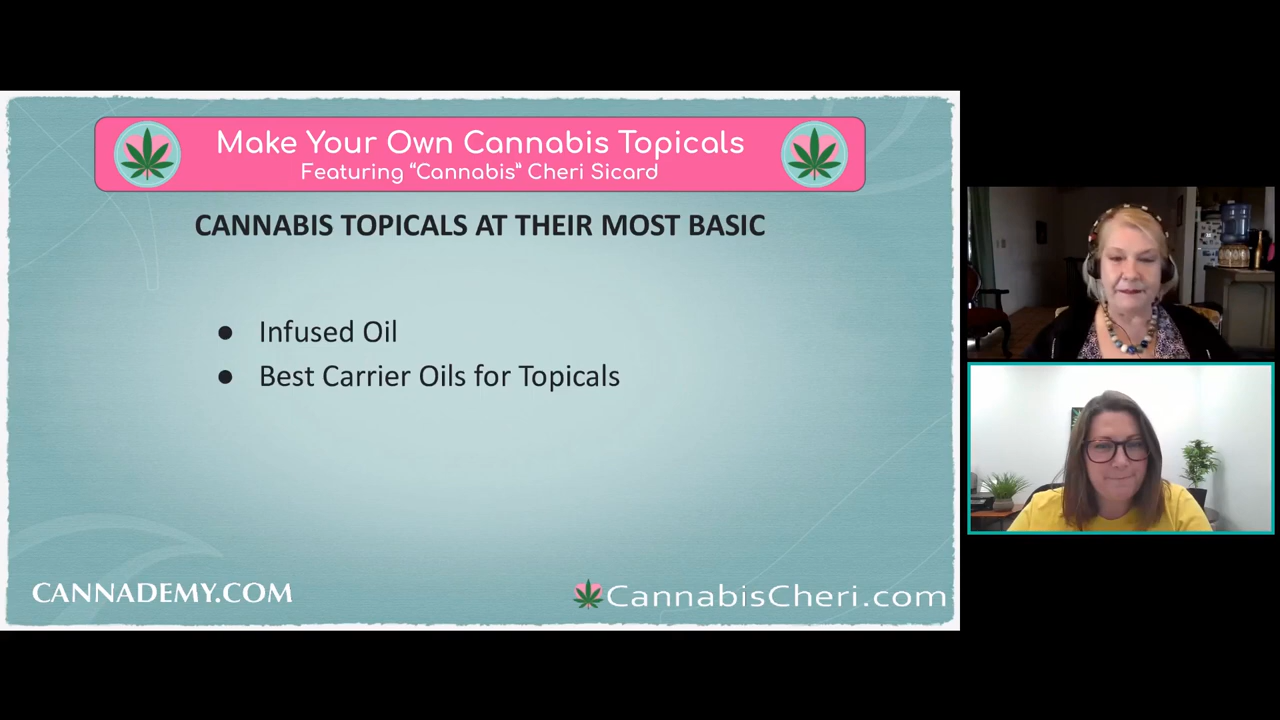 Make Your Own Cannabis Topicals
Featuring “Cannabis” Cheri Sicard
CANNABIS TOPICALS AT THEIR MOST BASIC
● Infused Oil
● Best Carrier Oils for Topicals
CANNADEMY.COM
CannabisCheri.com